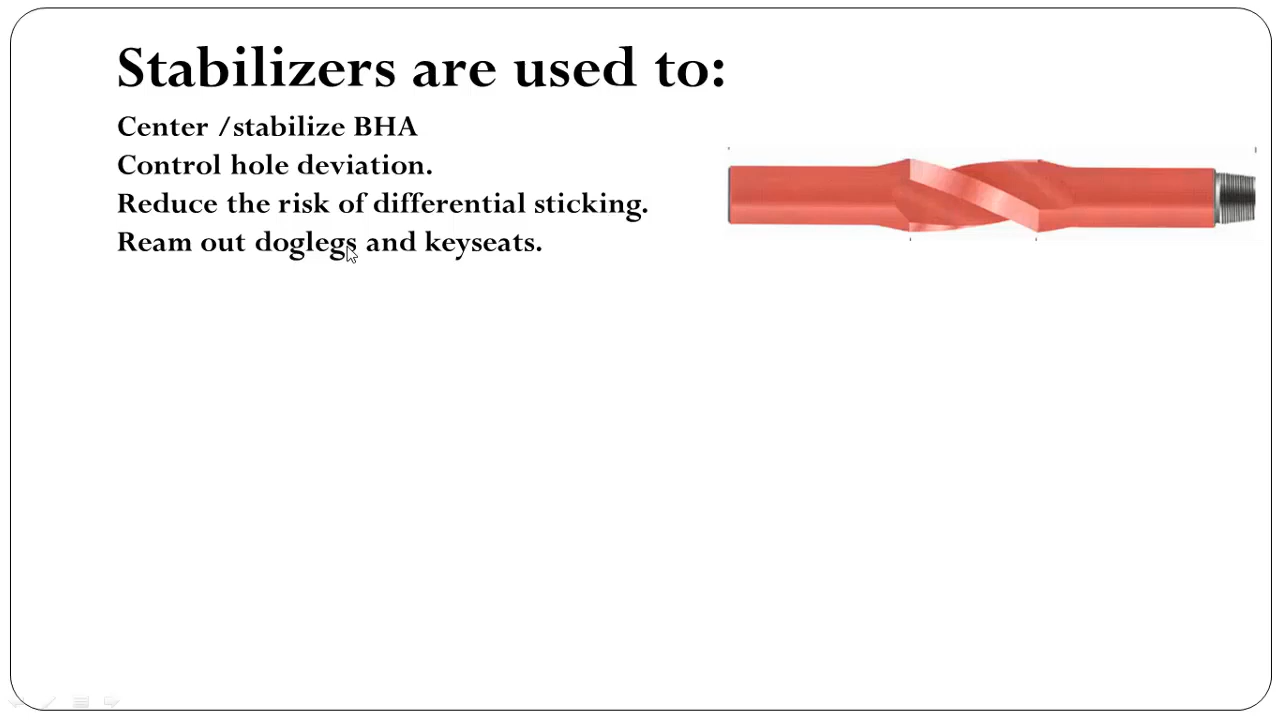 Stabilizers are used to:
Center /stabilize BHA
Control hole deviation.
Reduce the risk of differential sticking.
Ream out doglegs and keyseats.